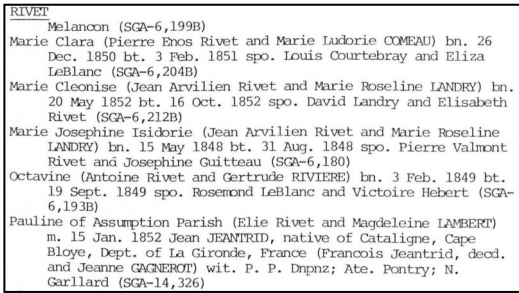 RIVET
Melancon (SGA-6,199B)
Marie Clara (Pierre Enos Rivet and Marie Ludorie COMEAU) bn. 26
Dec. 1850 bt. 3 Feb. 1851 spo. Louis Courtebray and Eliza
LeBlanc (SGA-6,204B)
Marie Cleonise (Jean Arvilien Rivet and Marie Roseline LANDRY) bn.
20 May 1852 bt. 16 Oct. 1852 spo. David Landry and Elisabeth
Rivet (SGA-6,212B)
Marie Josephine Isidorie (Jean Arvilien Rivet and Marie Roseline
LANDRY) bn. 15 May 1848 bt. 31 Aug. 1848 spo. Pierre Valmont
Rivet and Josephine Guitteau (SGA-6,180)
Octavine (Antoine Rivet and Gertrude RIVIERE) bn. 3 Feb. 1849 bt.
19 Sept. 1849 spo. Rosemond LeBlanc and Victoire Hebert (SGA-
6,193B)
Pauline of Assumption Parish (Elie Rivet and Magdeleine LAMBERT)
m. 15 Jan. 1852 Jean JEANTRID, native of Cataligne, Cape
Bloye, Dept. of La Gironde, France (Francois Jeantrid, decd.
and Jeanne GAGNEROT) wit. P. P. Dnpnz; Ate. Pontry; N.
Garllard (SGA-14,326)